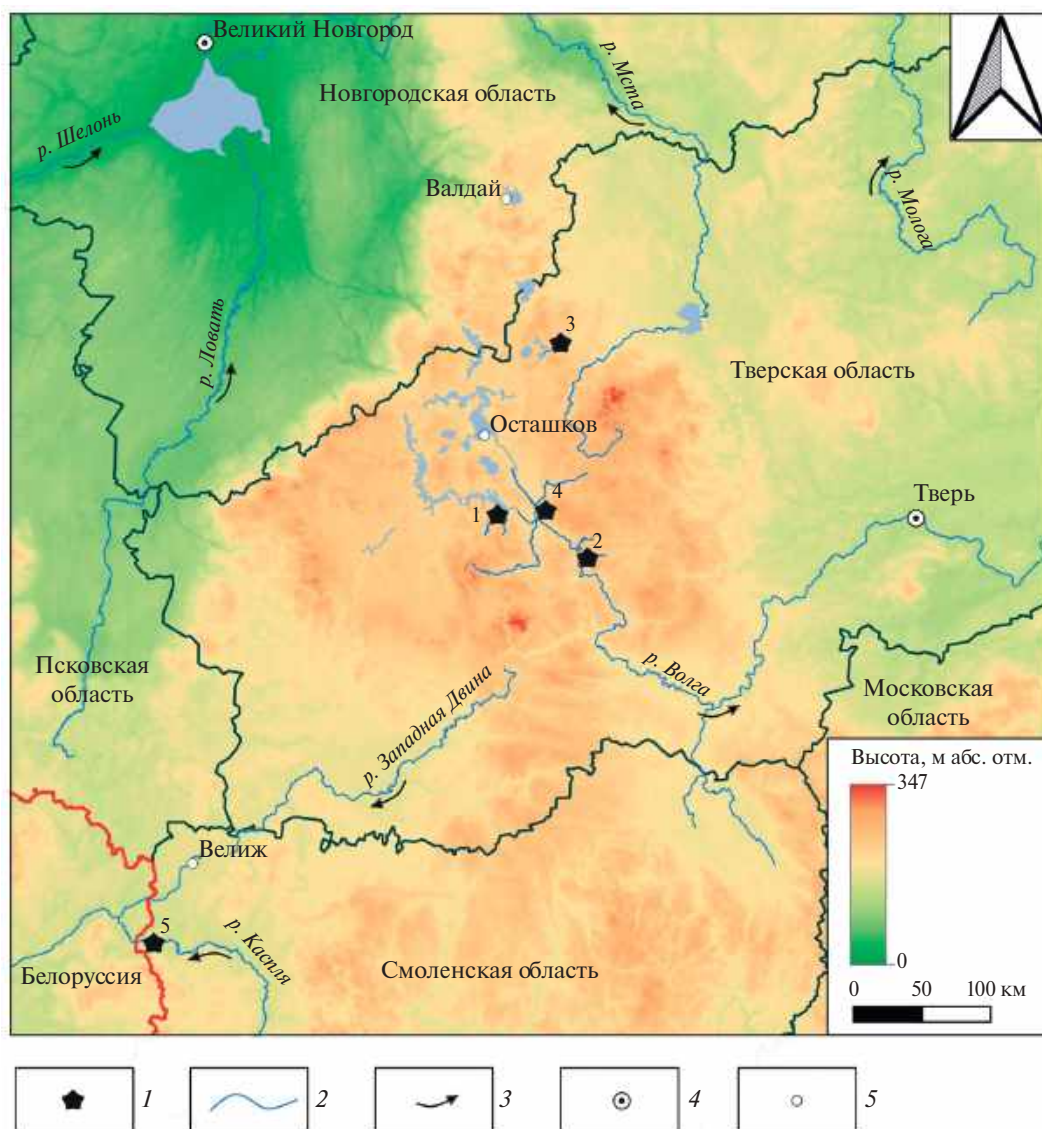 Великий Новгород
р. Мста
Новгородская область
р. Шелонь
Валдай
р. Молога
р. Ловать
3
Тверская область
Осташков
4
1
Тверь
2
Псковская
область
р. Западная Двина
р. Волга
Московская
область
Высота, м абс. отм.
347
0
0 50 100 км
Велиж
5
р. Каспля
Белоруссия
Смоленская область
1 2 3 4 5